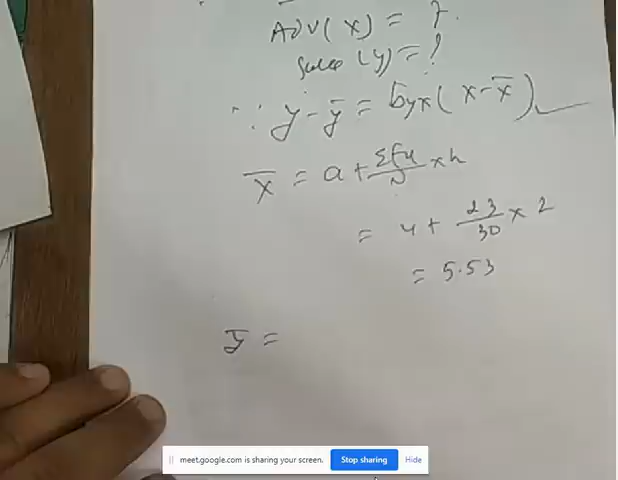 ADV(X) = 7.
Sales (y) = ?
∵ y - ȳ = byx ( x - x̄ )
X̄ = a + Σfu/N × h
= 4 + 23/30 × 2
= 5.53
ȳ =
meet.google.com is sharing your screen. Stop sharing Hide